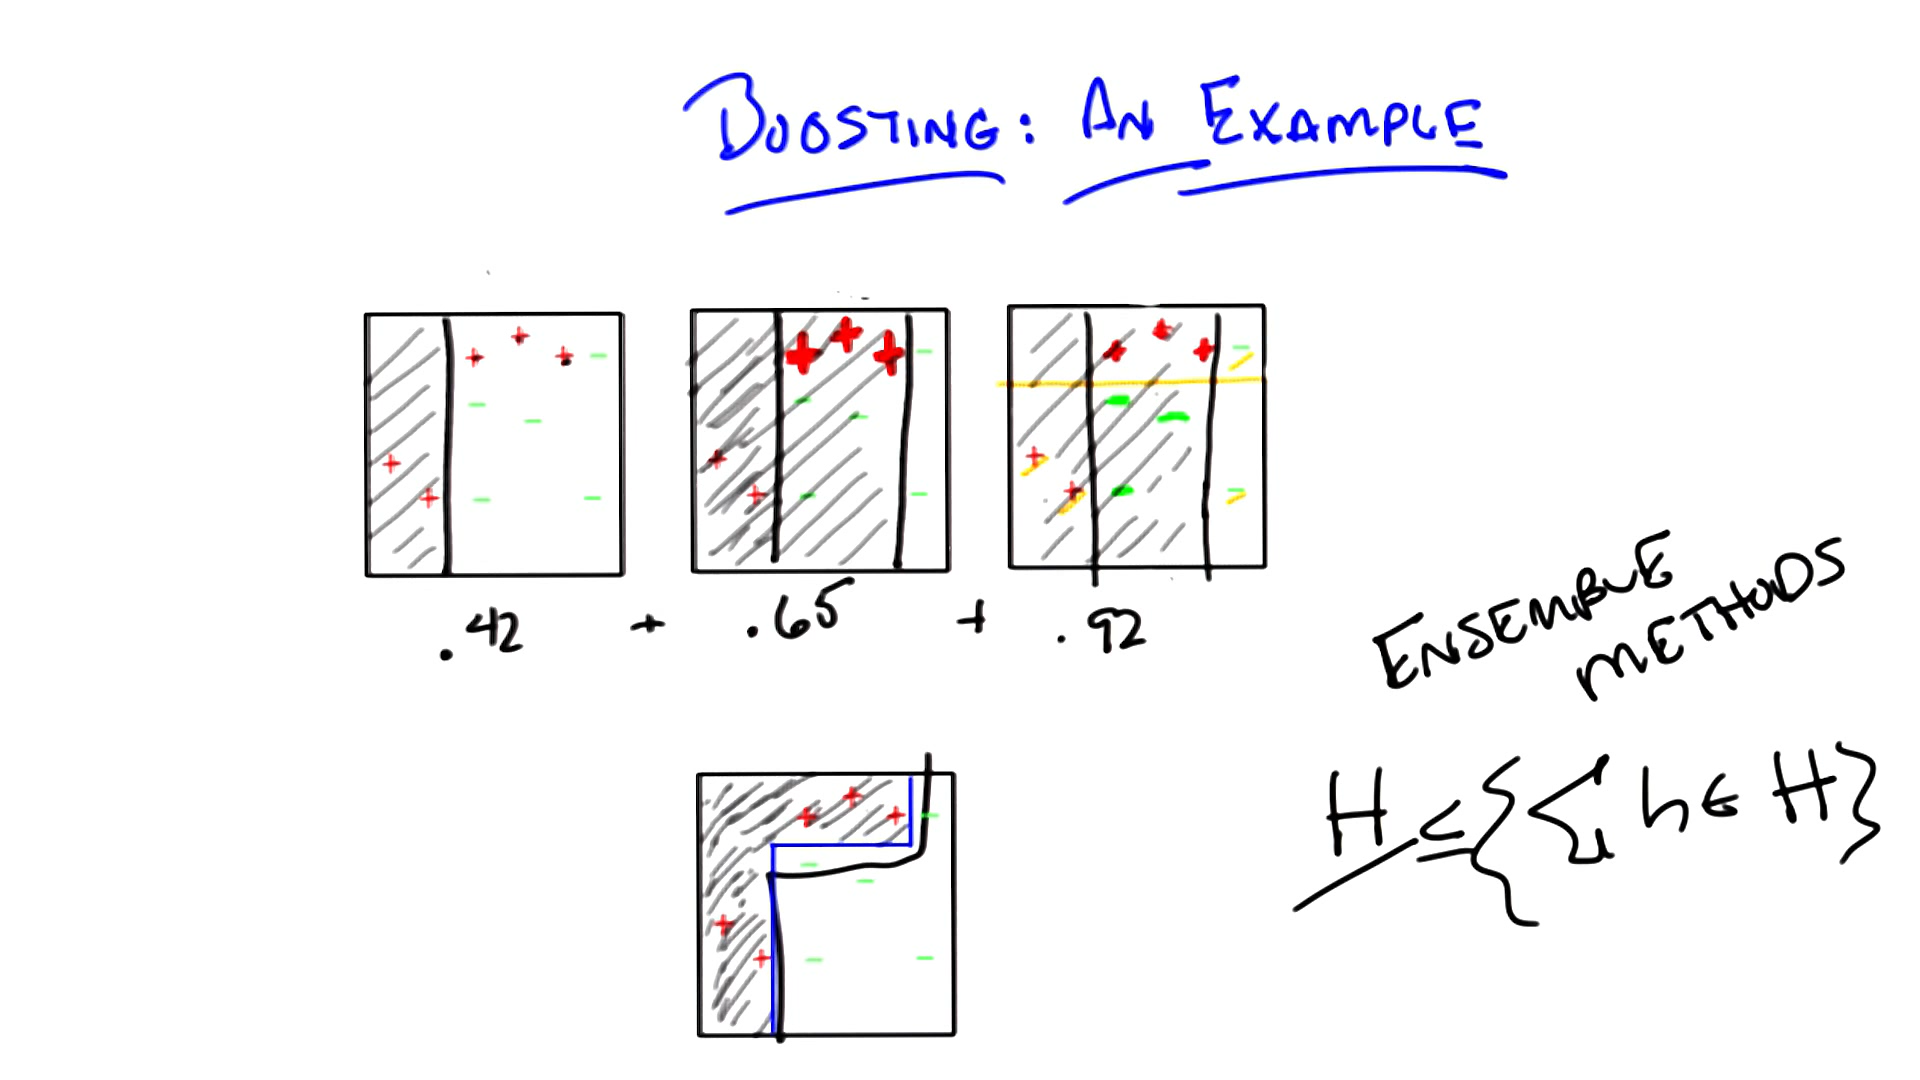 BOOSTING: AN EXAMPLE
.42 + .65 + .92
ENSEMBLE
METHODS
H ⊆ { Σ h ∈ H }